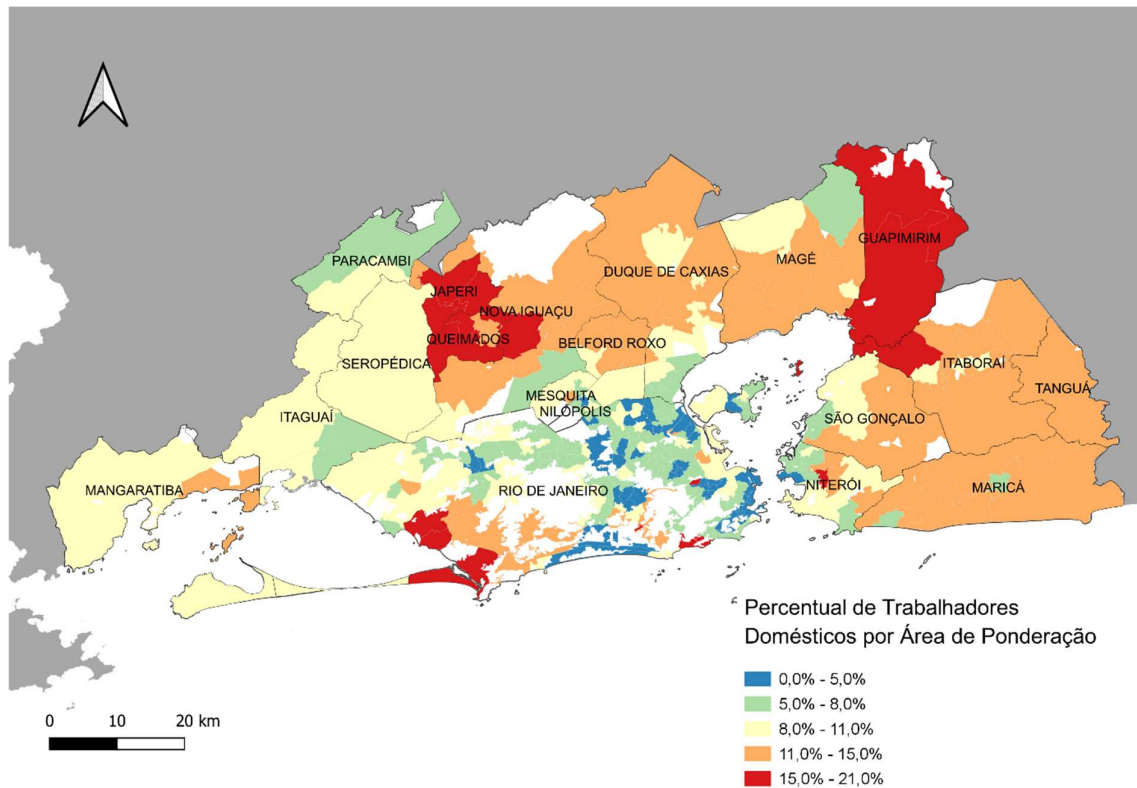 GUAPIMIRIM
PARACAMBI
MAGÉ
DUQUE DE CAXIAS
JAPERI
NOVA IGUAÇU
QUEIMADOS
BELFORD ROXO
SEROPÉDICA
ITABORAÍ
TANGUÁ
MESQUITA
NILÓPOLIS
ITAGUAÍ
SÃO GONÇALO
MANGARATIBA
RIO DE JANEIRO
NITERÓI
MARICÁ
Percentual de Trabalhadores
Domésticos por Área de Ponderação
0,0% - 5,0%
5,0% - 8,0%
8,0% - 11,0%
11,0% - 15,0%
15,0% - 21,0%
0 10 20 km